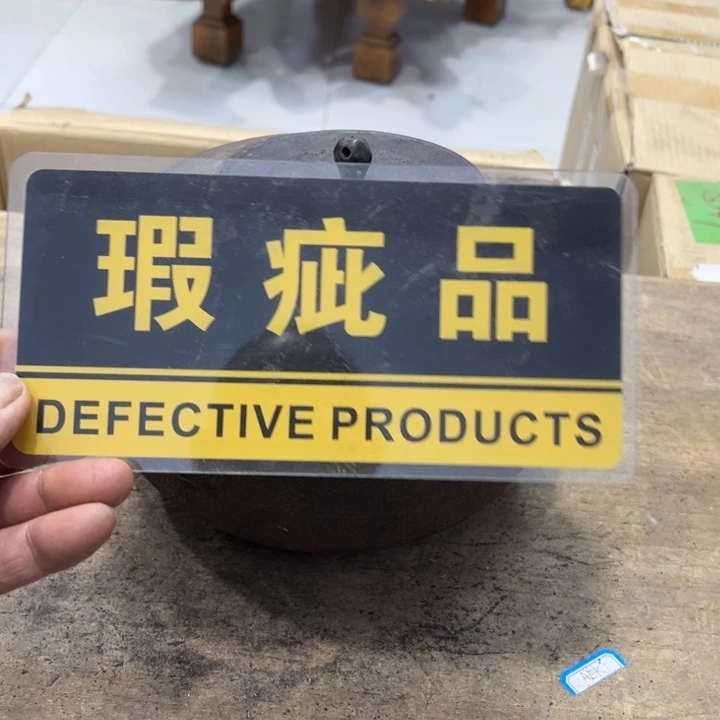 瑕疵品
DEFECTIVE PRODUCTS